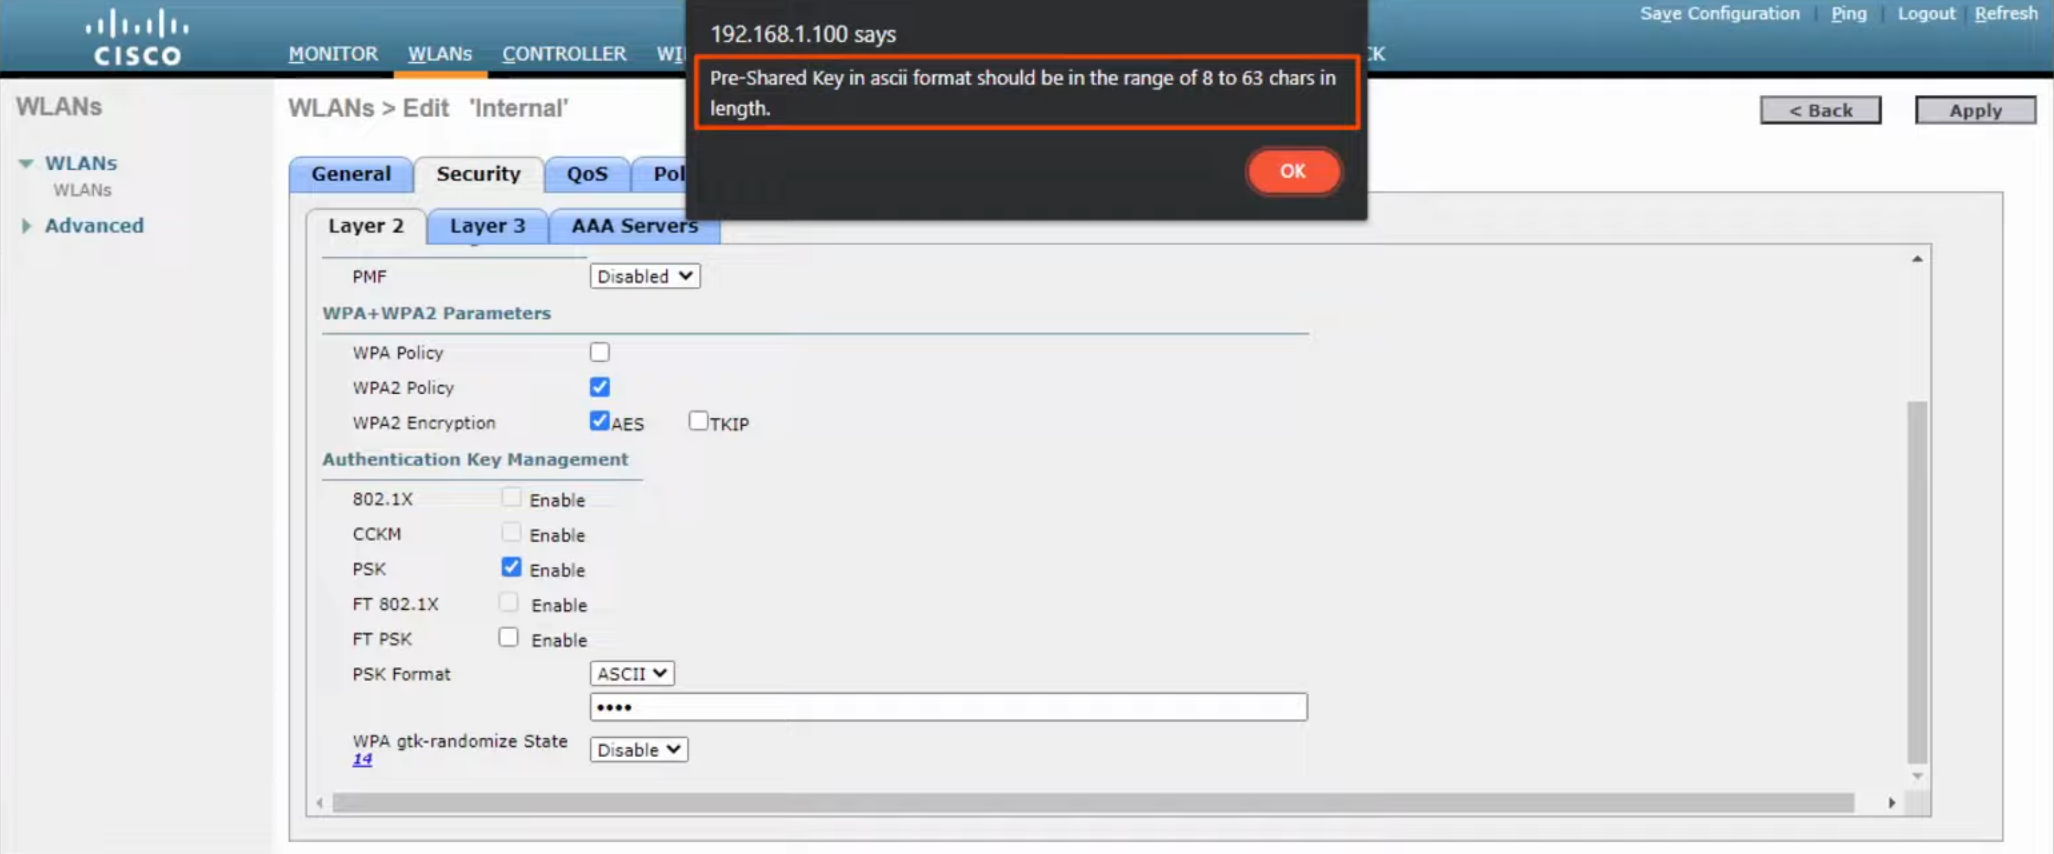 CISCO
MONITOR WLANs CONTROLLER WI CK
Save Configuration Ping Logout Refresh
192.168.1.100 says
Pre-Shared Key in ascii format should be in the range of 8 to 63 chars in
length.
OK
WLANs
WLANs
WLANs
Advanced
WLANs > Edit 'Internal'
< Back Apply
General Security QoS Pol
Layer 2 Layer 3 AAA Servers
PMF Disabled
WPA+WPA2 Parameters
WPA Policy
WPA2 Policy
WPA2 Encryption AES TKIP
Authentication Key Management
802.1X Enable
CCKM Enable
PSK Enable
FT 802.1X Enable
FT PSK Enable
PSK Format ASCII
••••
WPA gtk-randomize State Disable
14